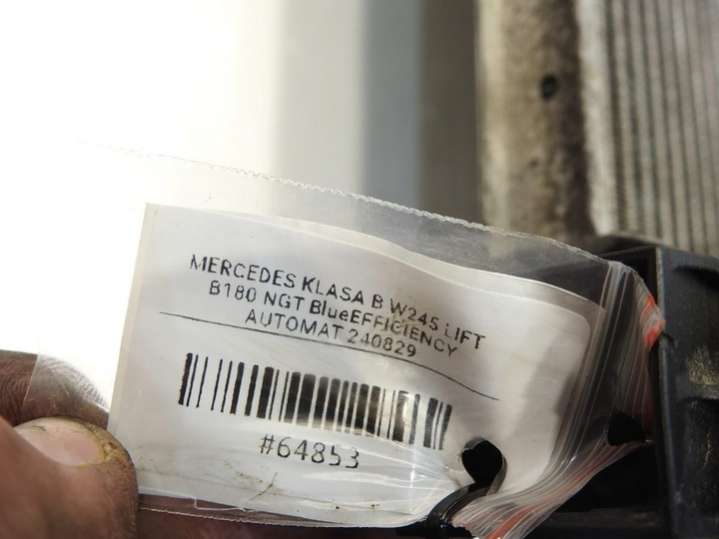 MERCEDES KLASA B W245 LIFT
B180 NGT BlueEFFICIENCY
AUTOMAT 240829
#64853